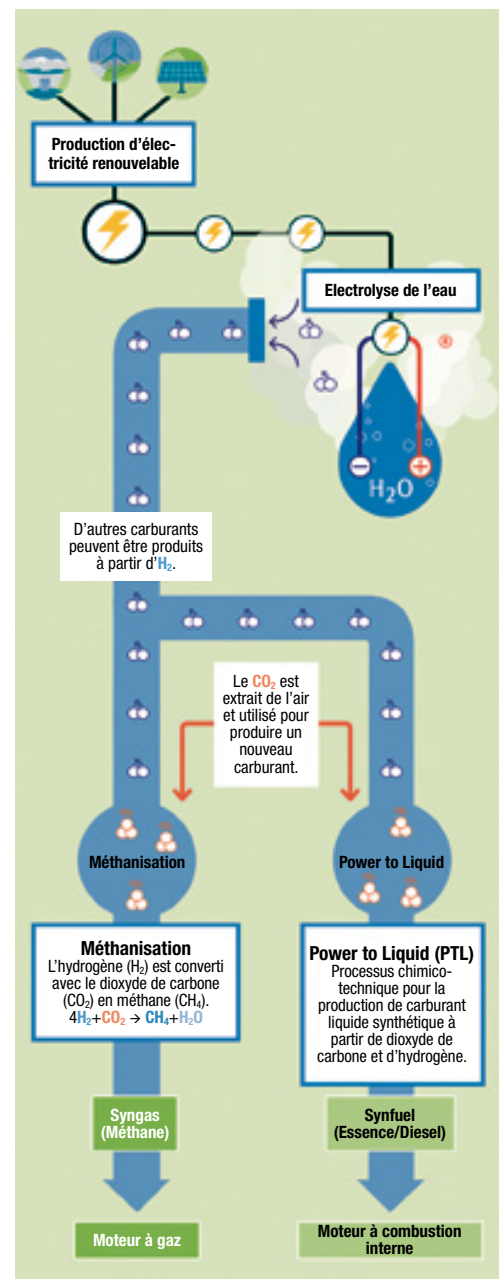 Production d'élec-
tricité renouvelable
Electrolyse de l'eau
H₂O
D'autres carburants
peuvent être produits
à partir d'H₂.
Le CO₂ est
extrait de l'air
et utilisé pour
produire un
nouveau
carburant.
Méthanisation
Power to Liquid
Méthanisation
L'hydrogène (H₂) est converti
avec le dioxyde de carbone
(CO₂) en méthane (CH₄).
4H₂+CO₂ → CH₄+H₂O
Power to Liquid (PTL)
Processus chimico-
technique pour la
production de carburant
liquide synthétique à
partir de dioxyde de
carbone et d'hydrogène.
Syngas
(Méthane)
Synfuel
(Essence/Diesel)
Moteur à gaz
Moteur à combustion
interne